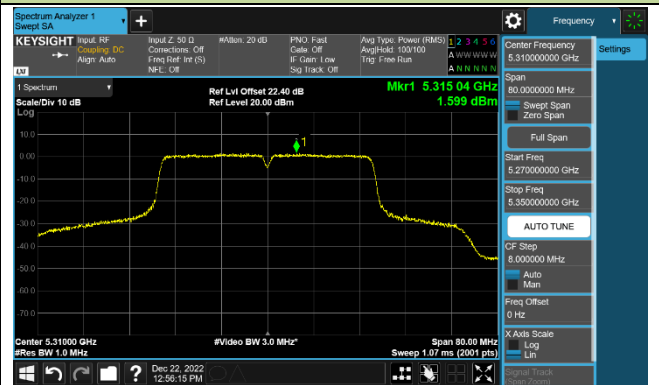 Spectrum Analyzer 1
Swept SA
Frequency
KEYSIGHT
Input: RF
Coupling: DC
Align: Auto
Input Z: 50 Ω
Corrections: Off
Freq Ref: Int (S)
NFE: Off
#Atten: 20 dB
PNO: Fast
Gate: Off
IF Gain: Low
Sig Track: Off
Avg Type: Power (RMS)
Avg|Hold: 100/100
Trig: Free Run
1 2 3 4 5 6
A W W W W W
A N N N N N
LXI
1 Spectrum
Scale/Div 10 dB
Log
Ref Lvl Offset 22.40 dB
Ref Level 20.00 dBm
Mkr1 5.315 04 GHz
1.599 dBm
1
10.0
0.00
-10.0
-20.0
-30.0
-40.0
-50.0
-60.0
-70.0
Center 5.31000 GHz
#Res BW 1.0 MHz
#Video BW 3.0 MHz*
Span 80.00 MHz
Sweep 1.07 ms (2001 pts)
Center Frequency
5.310000000 GHz
Settings
Span
80.0000000 MHz
Swept Span
Zero Span
Full Span
Start Freq
5.270000000 GHz
Stop Freq
5.350000000 GHz
AUTO TUNE
CF Step
8.000000 MHz
Auto
Man
Freq Offset
0 Hz
X Axis Scale
Log
Lin
Signal Track
(Span Zoom)
Dec 22, 2022
12:56:15 PM